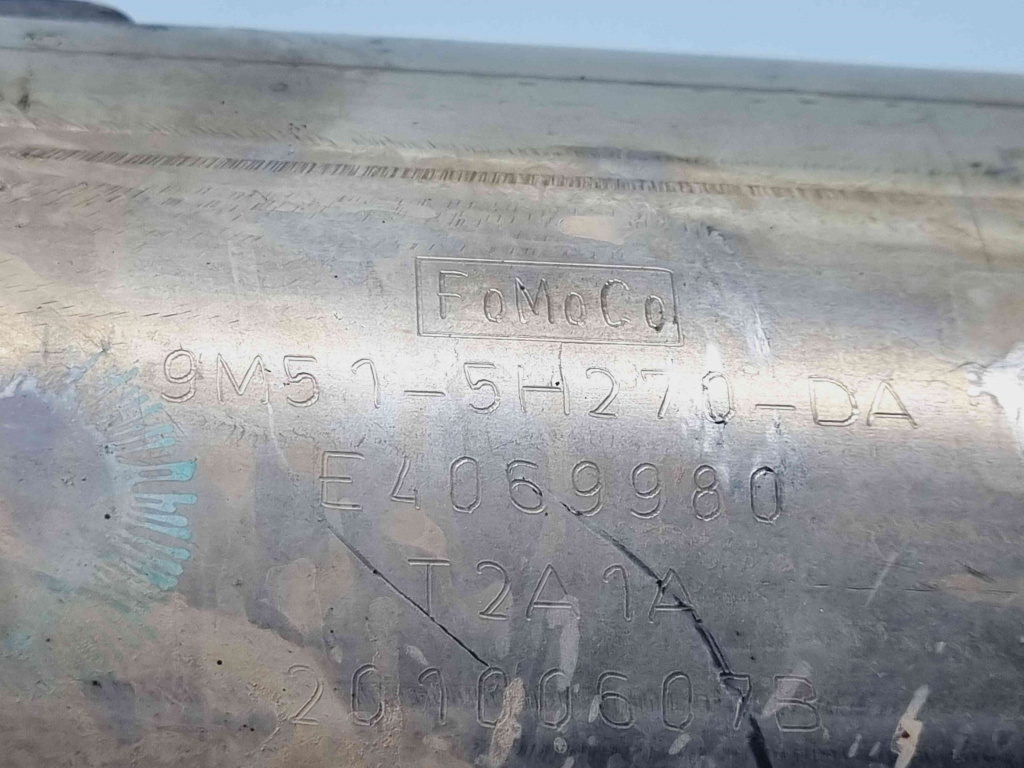 FoMoCo
9M51-5H270-DA
E4069980
T2A1A
20100607B